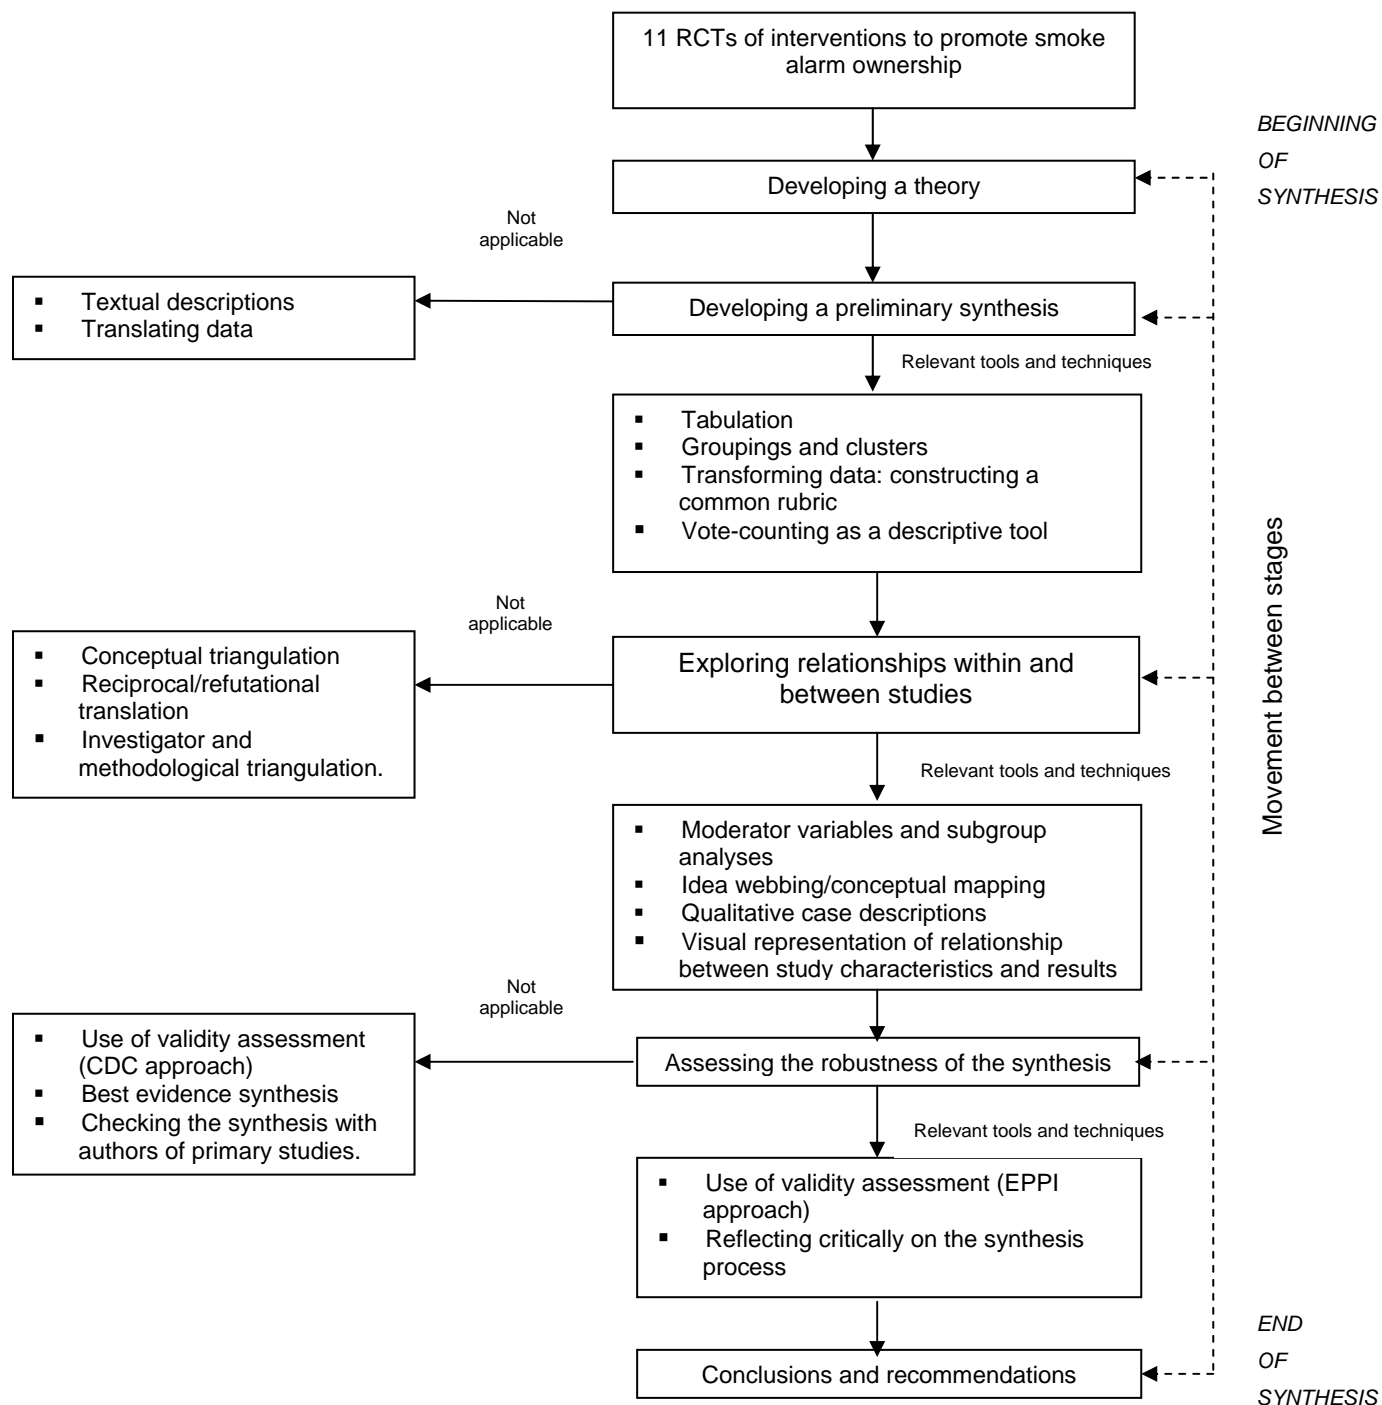 11 RCTs of interventions to promote smoke
alarm ownership
BEGINNING
OF
SYNTHESIS
Developing a theory
Not
applicable
▪ Textual descriptions
▪ Translating data
Developing a preliminary synthesis
Relevant tools and techniques
▪ Tabulation
▪ Groupings and clusters
▪ Transforming data: constructing a
common rubric
▪ Vote-counting as a descriptive tool
Movement between stages
Not
applicable
▪ Conceptual triangulation
▪ Reciprocal/refutational
translation
▪ Investigator and
methodological triangulation.
Exploring relationships within and
between studies
Relevant tools and techniques
▪ Moderator variables and subgroup
analyses
▪ Idea webbing/conceptual mapping
▪ Qualitative case descriptions
▪ Visual representation of relationship
between study characteristics and results
Not
applicable
▪ Use of validity assessment
(CDC approach)
▪ Best evidence synthesis
▪ Checking the synthesis with
authors of primary studies.
Assessing the robustness of the synthesis
Relevant tools and techniques
▪ Use of validity assessment (EPPI
approach)
▪ Reflecting critically on the synthesis
process
Conclusions and recommendations
END
OF
SYNTHESIS